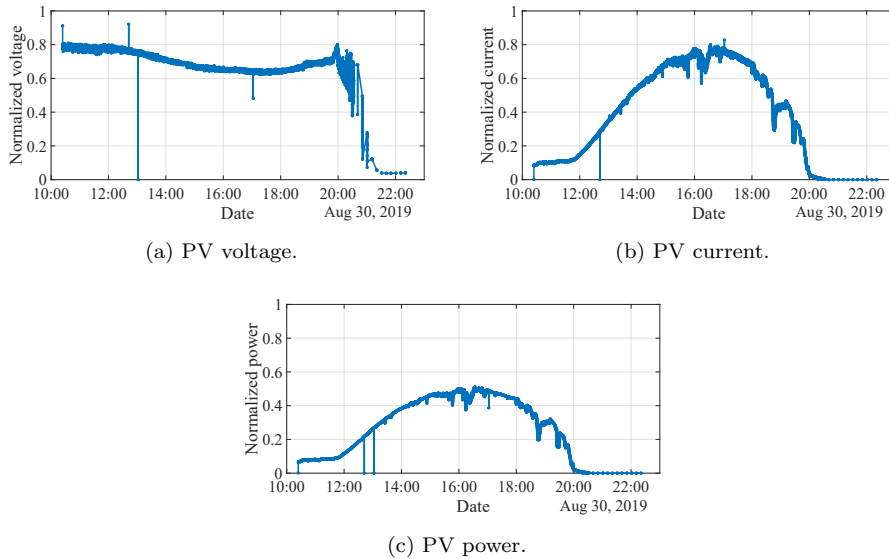 1
0.8
0.6
0.4
0.2
0
Normalized voltage
10:00 12:00 14:00 16:00 18:00 20:00 22:00
Date
Aug 30, 2019
(a) PV voltage.
1
0.8
0.6
0.4
0.2
0
Normalized current
10:00 12:00 14:00 16:00 18:00 20:00 22:00
Date
Aug 30, 2019
(b) PV current.
1
0.8
0.6
0.4
0.2
0
Normalized power
10:00 12:00 14:00 16:00 18:00 20:00 22:00
Date
Aug 30, 2019
(c) PV power.